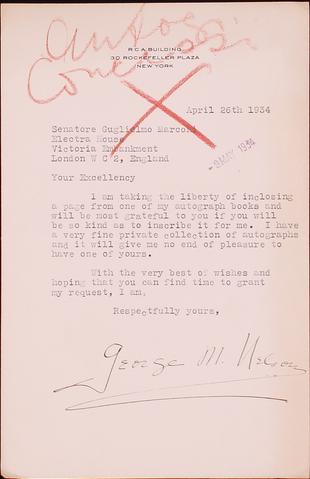 Autog
Concessi
R C A BUILDING
30 ROCKEFELLER PLAZA
NEW YORK
April 26th 1934
Senatore Guglielmo Marconi
Electra House
Victoria Embankment
London W C 2, England
-9 MAY 1934
Your Excellency
I am taking the liberty of inclosing
a page from one of my autograph books and
will be most grateful to you if you will
be so kind as to inscribe it for me. I have
a very fine private collection of autographs
and it will give me no end of pleasure to
have one of yours.
With the very best of wishes and
hoping that you can find time to grant
my request, I am,
Respectfully yours,
George M. Nelson